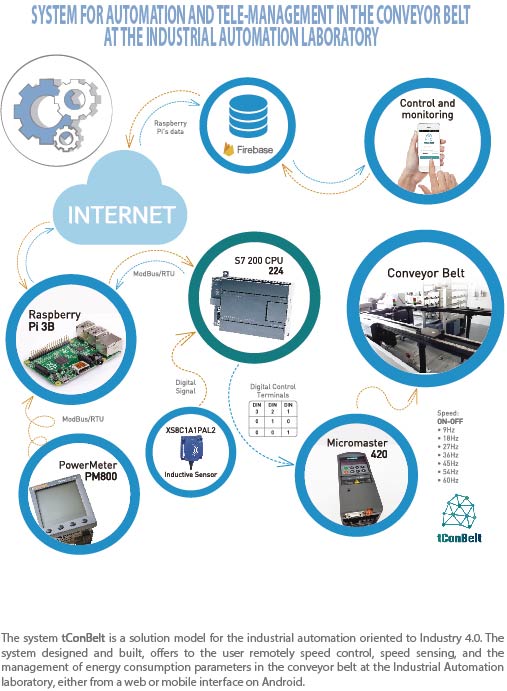 SYSTEM FOR AUTOMATION AND TELE-MANAGEMENT IN THE CONVEYOR BELT
AT THE INDUSTRIAL AUTOMATION LABORATORY
Raspberry
Pi's data
Firebase
Control and
monitoring
INTERNET
ModBus/RTU
S7 200 CPU
224
Conveyor Belt
Raspberry
Pi 3B
Digital
Signal
Digital Control
Terminals
DIN DIN DIN
3 2 1
0 1 0
0 0 1
ModBus/RTU
XS8C1A1PAL2
Inductive Sensor
PowerMeter
PM800
Micromaster
420
Speed:
ON-OFF
• 9Hz
• 18Hz
• 27Hz
• 36Hz
• 45Hz
• 54Hz
• 60Hz
tConBelt
The system tConBelt is a solution model for the industrial automation oriented to Industry 4.0. The
system designed and built, offers to the user remotely speed control, speed sensing, and the
management of energy consumption parameters in the conveyor belt at the Industrial Automation
laboratory, either from a web or mobile interface on Android.